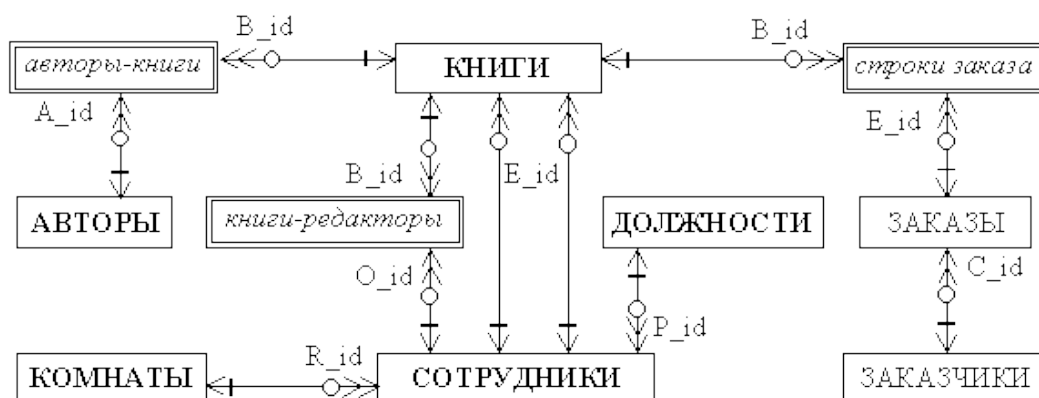 B_id B_id
авторы-книги КНИГИ строки заказа
A_id E_id
B_id E_id
АВТОРЫ книги-редакторы ДОЛЖНОСТИ ЗАКАЗЫ
O_id C_id
P_id
R_id
КОМНАТЫ СОТРУДНИКИ ЗАКАЗЧИКИ